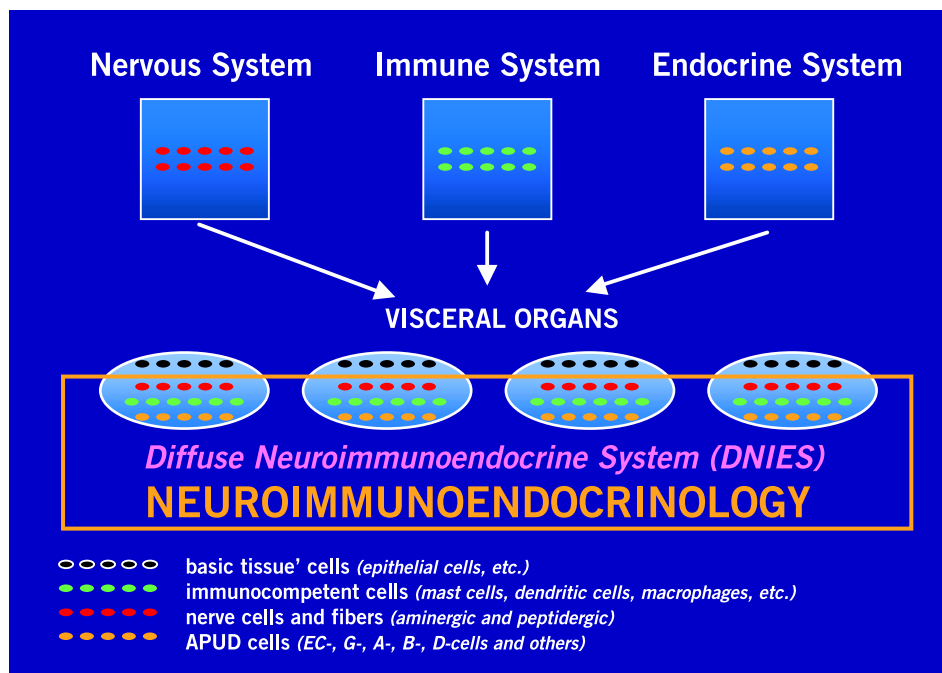 Nervous System
Immune System
Endocrine System
VISCERAL ORGANS
Diffuse Neuroimmunoendocrine System (DNIES)
NEUROIMMUNOENDOCRINOLOGY
basic tissue' cells (epithelial cells, etc.)
immunocompetent cells (mast cells, dendritic cells, macrophages, etc.)
nerve cells and fibers (aminergic and peptidergic)
APUD cells (EC-, G-, A-, B-, D-cells and others)